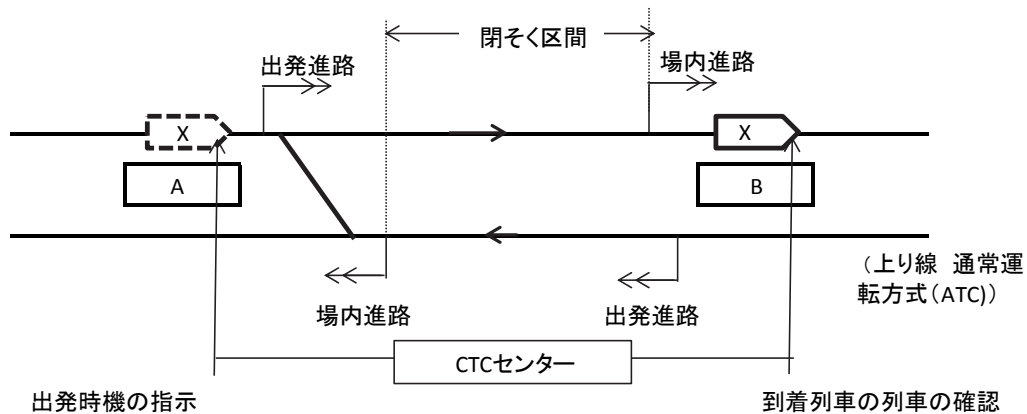 閉そく区間
出発進路
場内進路
X
X
A
B
(上り線 通常運
転方式(ATC))
場内進路
出発進路
CTCセンター
出発時機の指示
到着列車の列車の確認